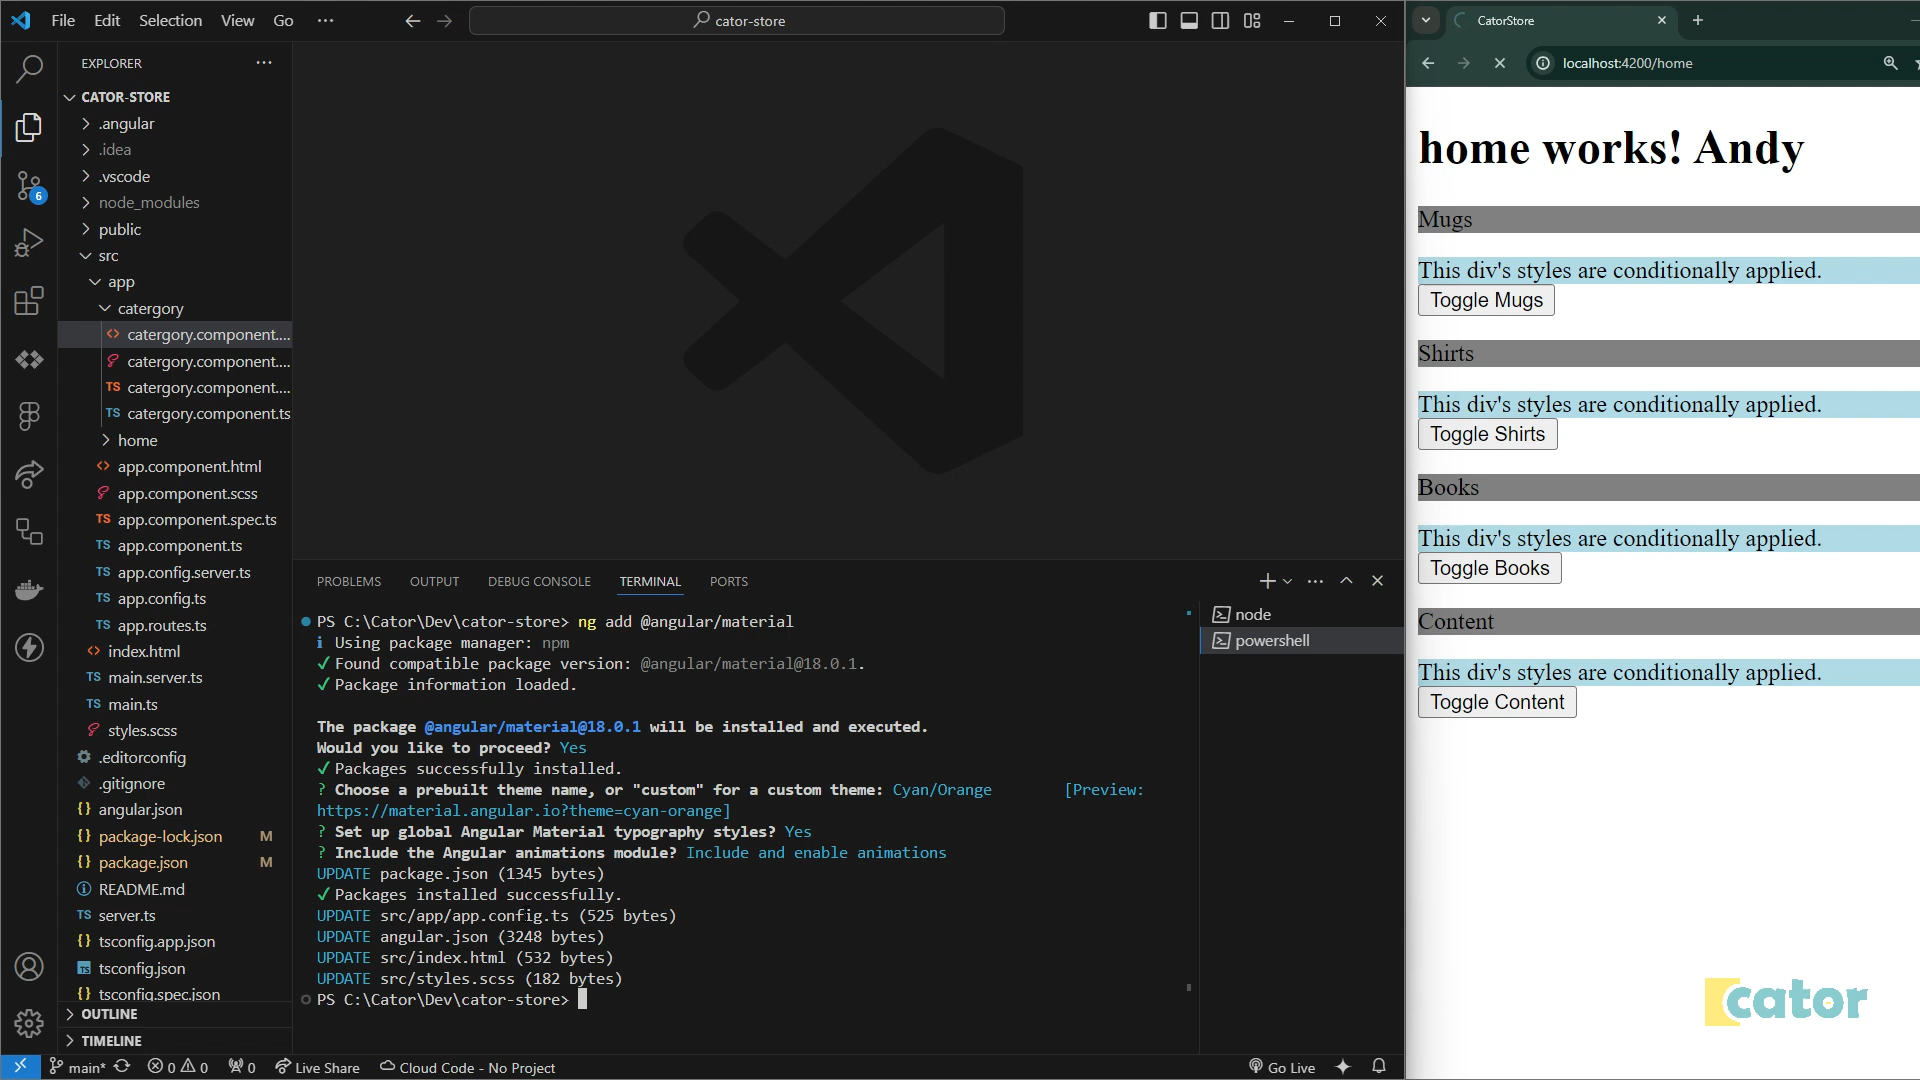 File Edit Selection View Go ···
cator-store
EXPLORER
CATOR-STORE
.angular
.idea
.vscode
node_modules
public
src
app
catergory
catergory.component....
catergory.component....
TS catergory.component....
TS catergory.component.ts
home
app.component.html
app.component.scss
TS app.component.spec.ts
TS app.component.ts
TS app.config.server.ts
TS app.config.ts
TS app.routes.ts
index.html
TS main.server.ts
TS main.ts
styles.scss
.editorconfig
.gitignore
{} angular.json
{} package-lock.json M
{} package.json M
README.md
TS server.ts
{} tsconfig.app.json
TS tsconfig.json
{} tsconfig.spec.json
OUTLINE
TIMELINE
6
PROBLEMS OUTPUT DEBUG CONSOLE TERMINAL PORTS
PS C:\Cator\Dev\cator-store> ng add @angular/material
i Using package manager: npm
✓ Found compatible package version: @angular/material@18.0.1.
✓ Package information loaded.
The package @angular/material@18.0.1 will be installed and executed.
Would you like to proceed? Yes
✓ Packages successfully installed.
? Choose a prebuilt theme name, or "custom" for a custom theme: Cyan/Orange [Preview:
https://material.angular.io?theme=cyan-orange]
? Set up global Angular Material typography styles? Yes
? Include the Angular animations module? Include and enable animations
UPDATE package.json (1345 bytes)
✓ Packages installed successfully.
UPDATE src/app/app.config.ts (525 bytes)
UPDATE angular.json (3248 bytes)
UPDATE src/index.html (532 bytes)
UPDATE src/styles.scss (182 bytes)
PS C:\Cator\Dev\cator-store>
node
powershell
main* 0 0 0 Live Share Cloud Code - No Project Go Live
CatorStore
localhost:4200/home
home works! Andy
Mugs
This div's styles are conditionally applied.
Toggle Mugs
Shirts
This div's styles are conditionally applied.
Toggle Shirts
Books
This div's styles are conditionally applied.
Toggle Books
Content
This div's styles are conditionally applied.
Toggle Content
cator